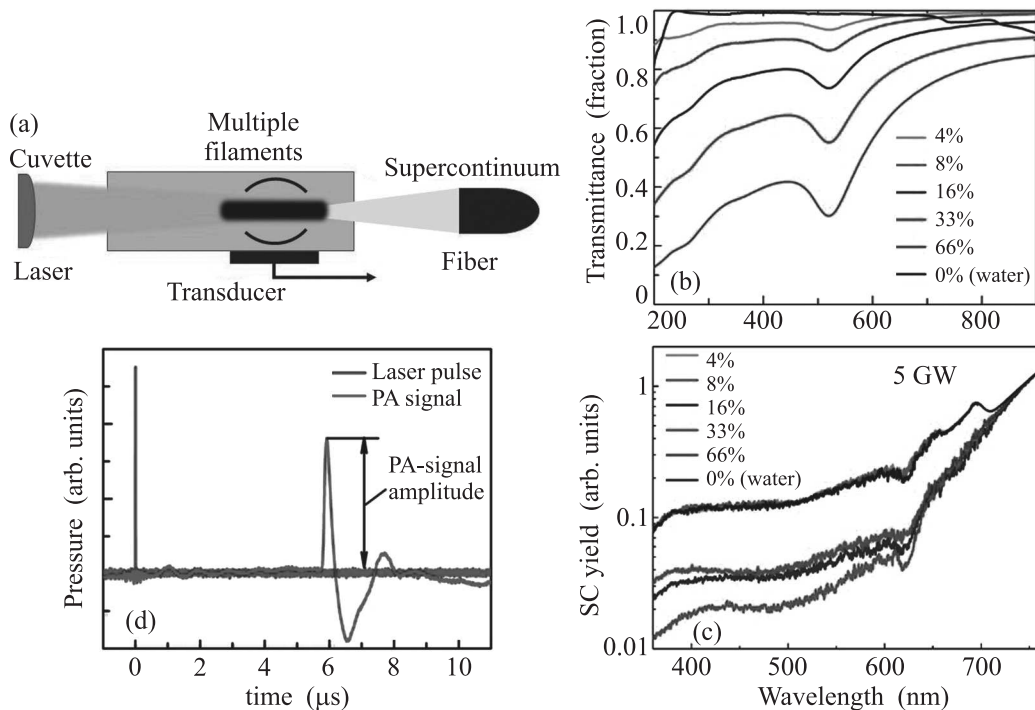 (a)
Cuvette
Multiple
filaments
Supercontinuum
Laser
Transducer
Fiber
Transmittance (fraction)
1.0
0.8
0.6
0.4
0.2
0
(b)
4%
8%
16%
33%
66%
0% (water)
200
400
600
800
Pressure (arb. units)
Laser pulse
PA signal
PA-signal
amplitude
(d)
0
2
4
6
8
10
time (μs)
SC yield (arb. units)
1
0.1
0.01
4%
8%
16%
33%
66%
0% (water)
5 GW
(c)
400
500
600
700
Wavelength (nm)